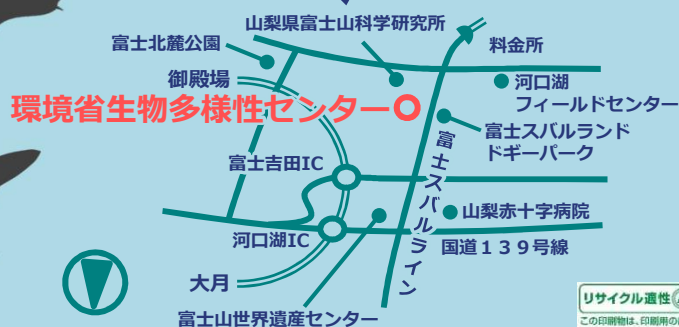 山梨県富士山科学研究所
富士北麓公園
料金所
御殿場
河口湖
フィールドセンター
環境省生物多様性センター
富士スバルランド
ドギーパーク
富士吉田IC
富士スバルライン
山梨赤十字病院
河口湖IC
国道139号線
大月
富士山世界遺産センター
リサイクル適性
この印刷物は、印刷用の